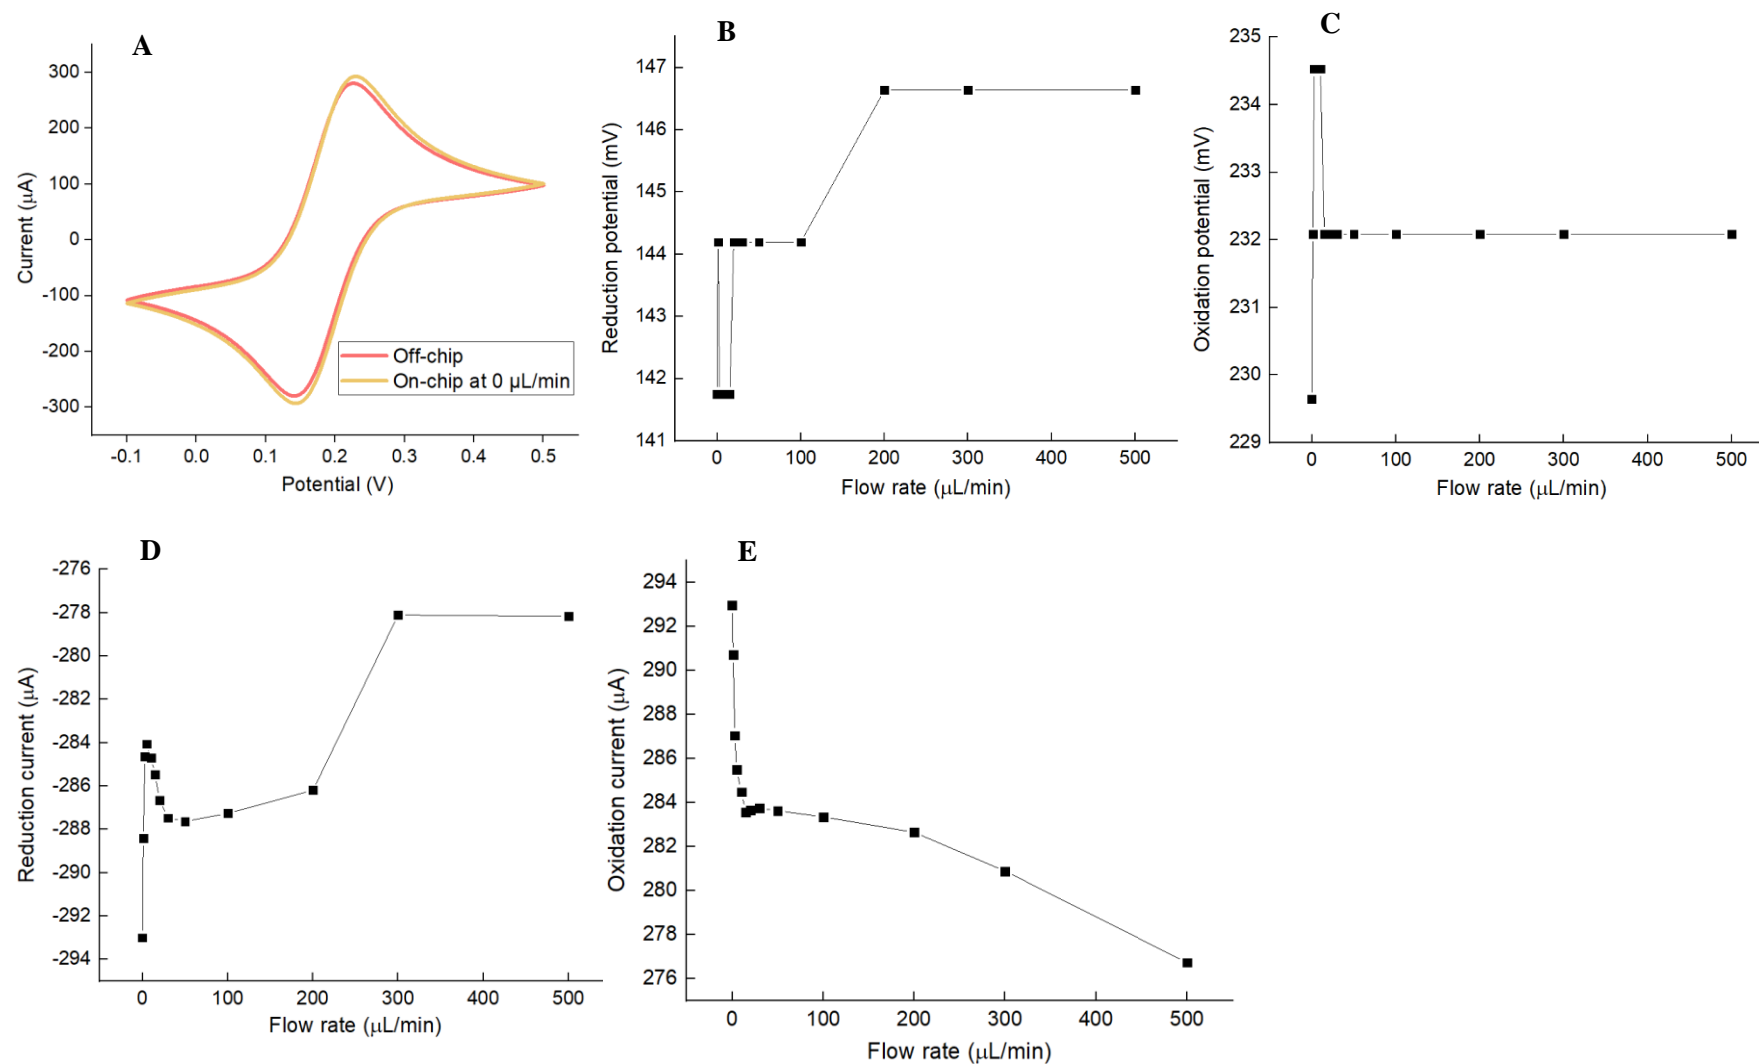 A
300
200
100
0
-100
-200
-300
Current (µA)
-0.1 0.0 0.1 0.2 0.3 0.4 0.5
Potential (V)
Off-chip
On-chip at 0 µL/min
B
147
146
145
144
143
142
141
Reduction potential (mV)
0 100 200 300 400 500
Flow rate (µL/min)
C
235
234
233
232
231
230
229
Oxidation potential (mV)
0 100 200 300 400 500
Flow rate (µL/min)
D
-276
-278
-280
-282
-284
-286
-288
-290
-292
-294
Reduction current (µA)
0 100 200 300 400 500
Flow rate (µL/min)
E
294
292
290
288
286
284
282
280
278
276
Oxidation current (µA)
0 100 200 300 400 500
Flow rate (µL/min)